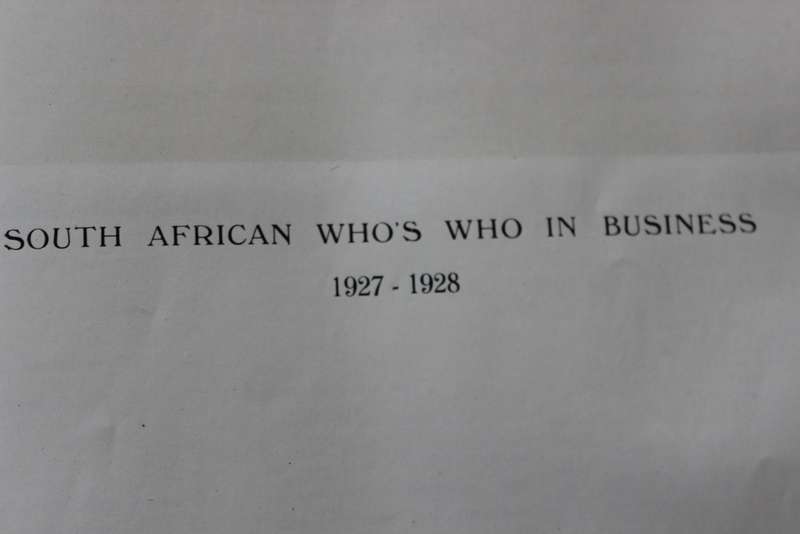 SOUTH AFRICAN WHO'S WHO IN BUSINESS
1927 - 1928